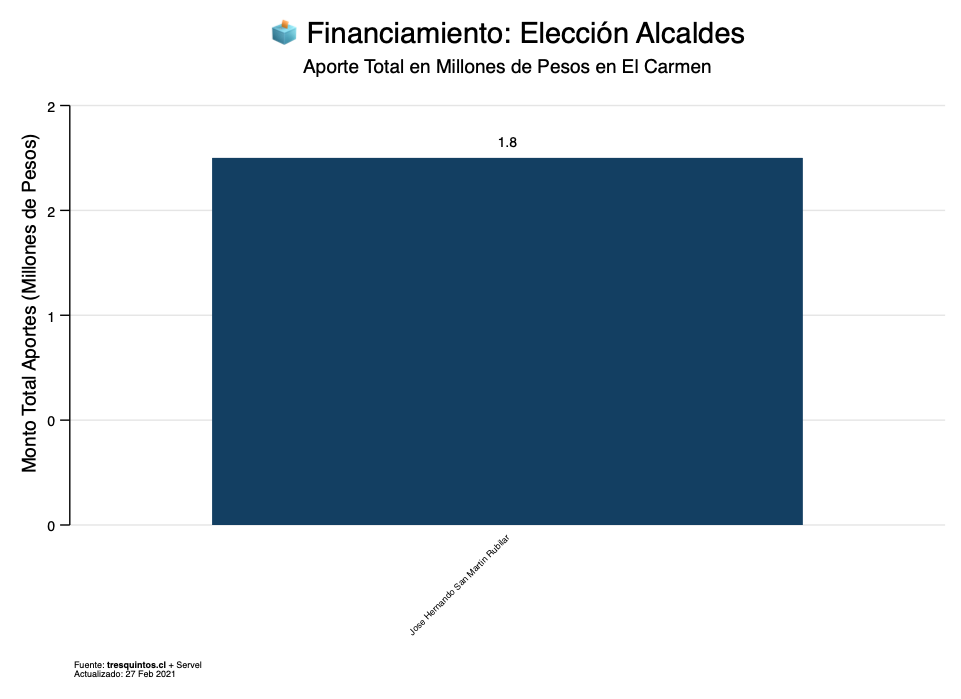 Financiamiento: Elección Alcaldes
Aporte Total en Millones de Pesos en El Carmen
Monto Total Aportes (Millones de Pesos)
2
2
1
0
0
1.8
Jose Hernando San Martin Rubilar
Fuente: tresquintos.cl + Servel
Actualizado: 27 Feb 2021